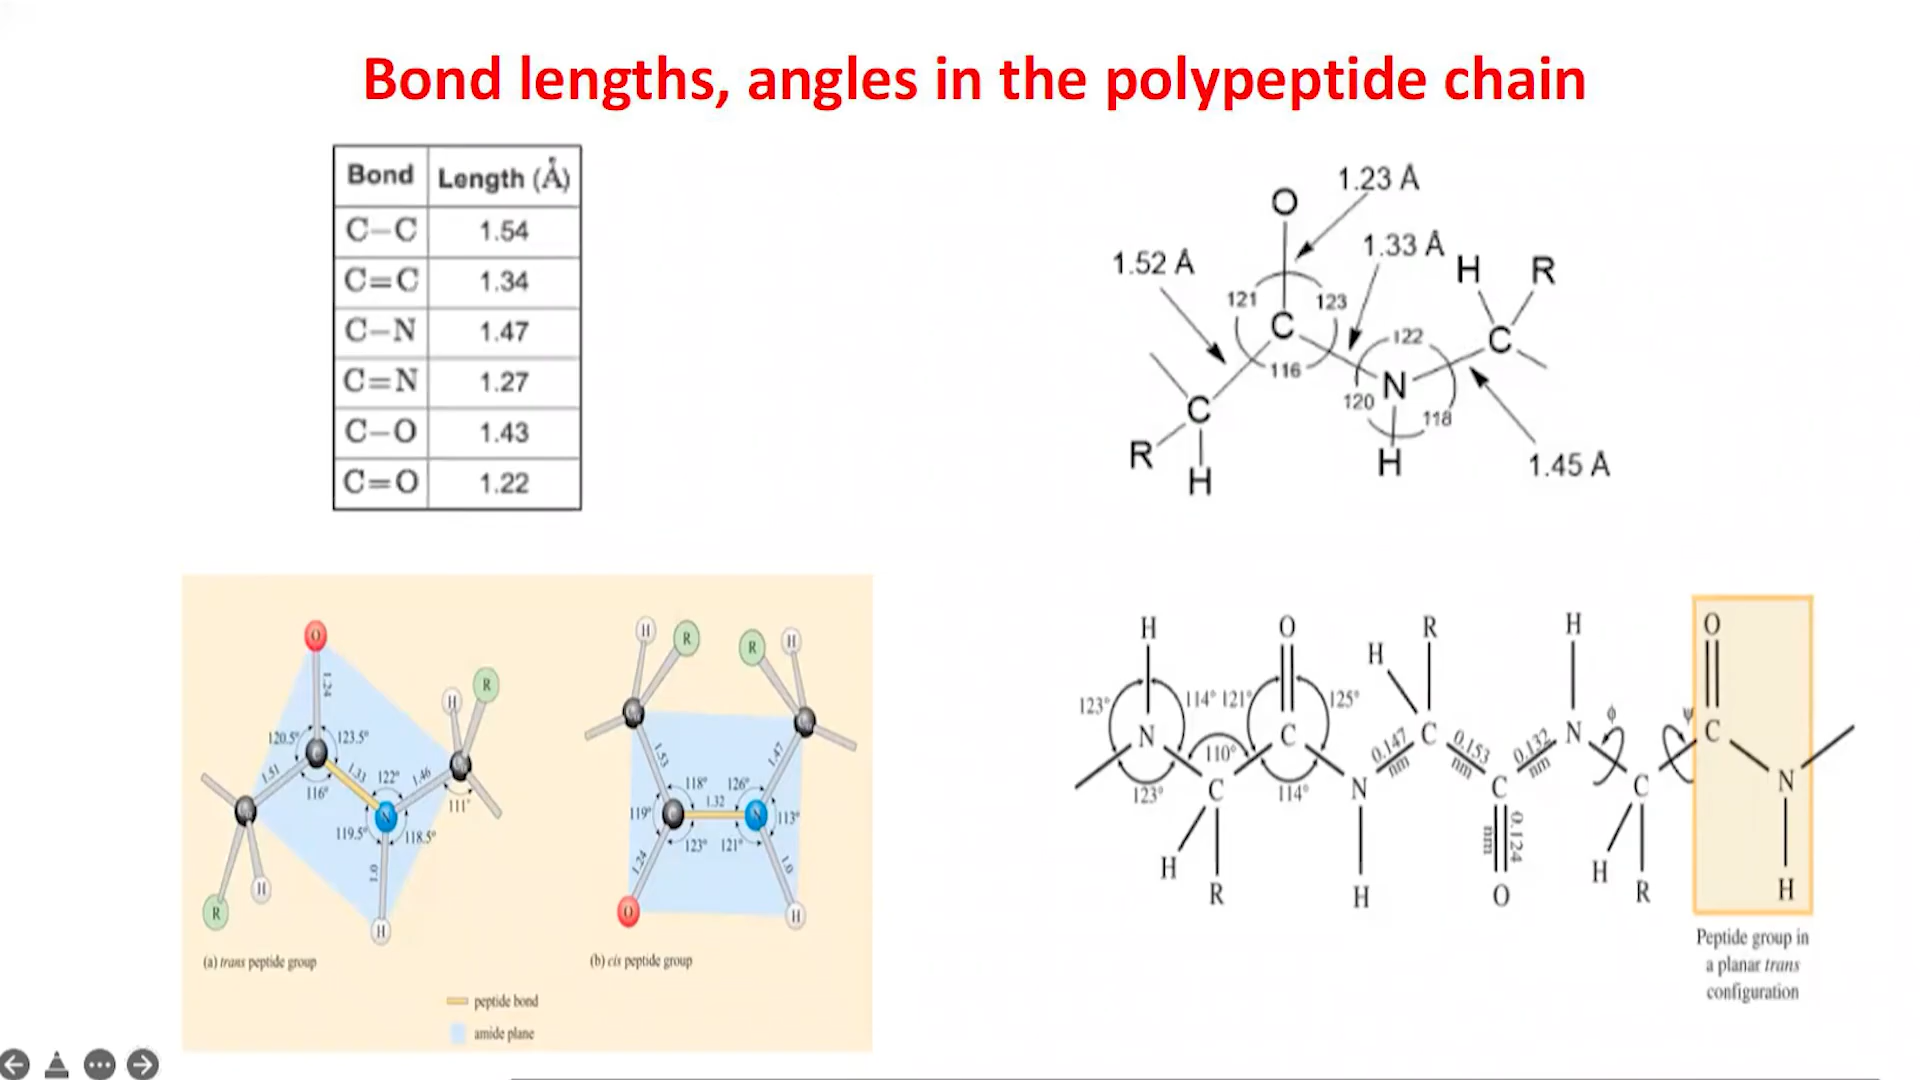 Bond lengths, angles in the polypeptide chain
Bond Length (Å)
C–C 1.54
C=C 1.34
C–N 1.47
C=N 1.27
C–O 1.43
C=O 1.22
1.23 Å
O
1.33 Å
H R
1.52 Å
121 123
C
122
C
116
N
120
118
C
R
H
H
1.45 Å
O
1.24
H
R
120.5° 123.5°
C
1.51
1.33
122°
1.46
116°
111°
N
119.5°
118.5°
1.0
H
R
H
(a) trans peptide group
H R R H
1.53
1.47
118° 126°
1.32
119°
C
N
113°
123° 121°
1.24
1.0
O
H
(b) cis peptide group
peptide bond
amide plane
H O R H O
H
123° 114° 121° 125°
N C C N C
110°
0.147 nm
0.153 nm
0.132 nm
ϕ
ψ
123°
C
114°
N
C
C
N
0.124 nm
H
R
H
O
H
R
H
Peptide group in
a planar trans
configuration